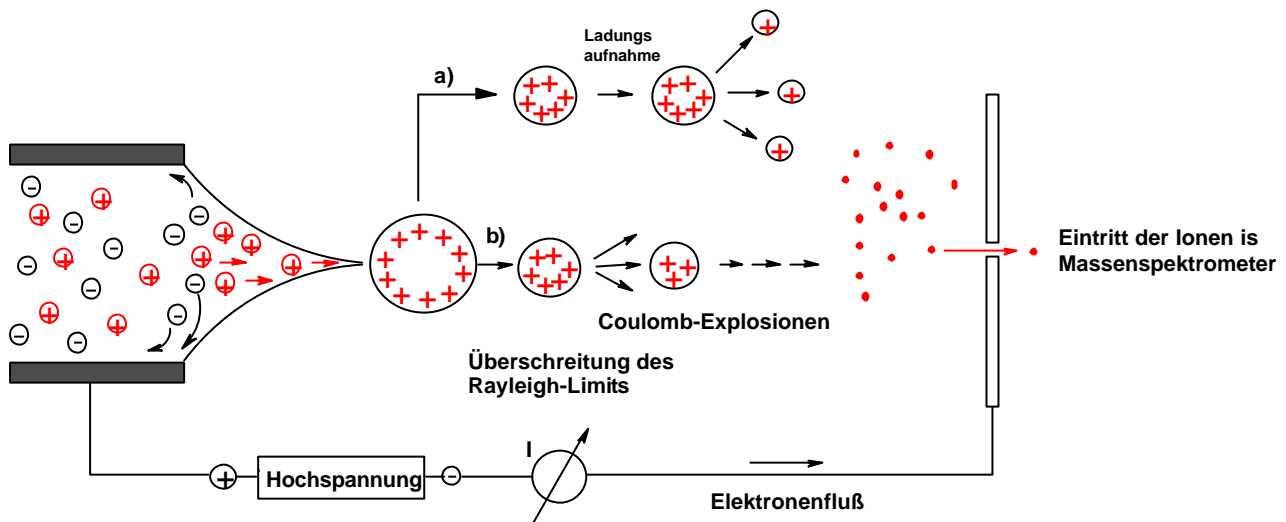 Ladungs
aufnahme
a)
b)
Eintritt der Ionen is
Massenspektrometer
Coulomb-Explosionen
Überschreitung des
Rayleigh-Limits
I
Hochspannung
Elektronenfluß